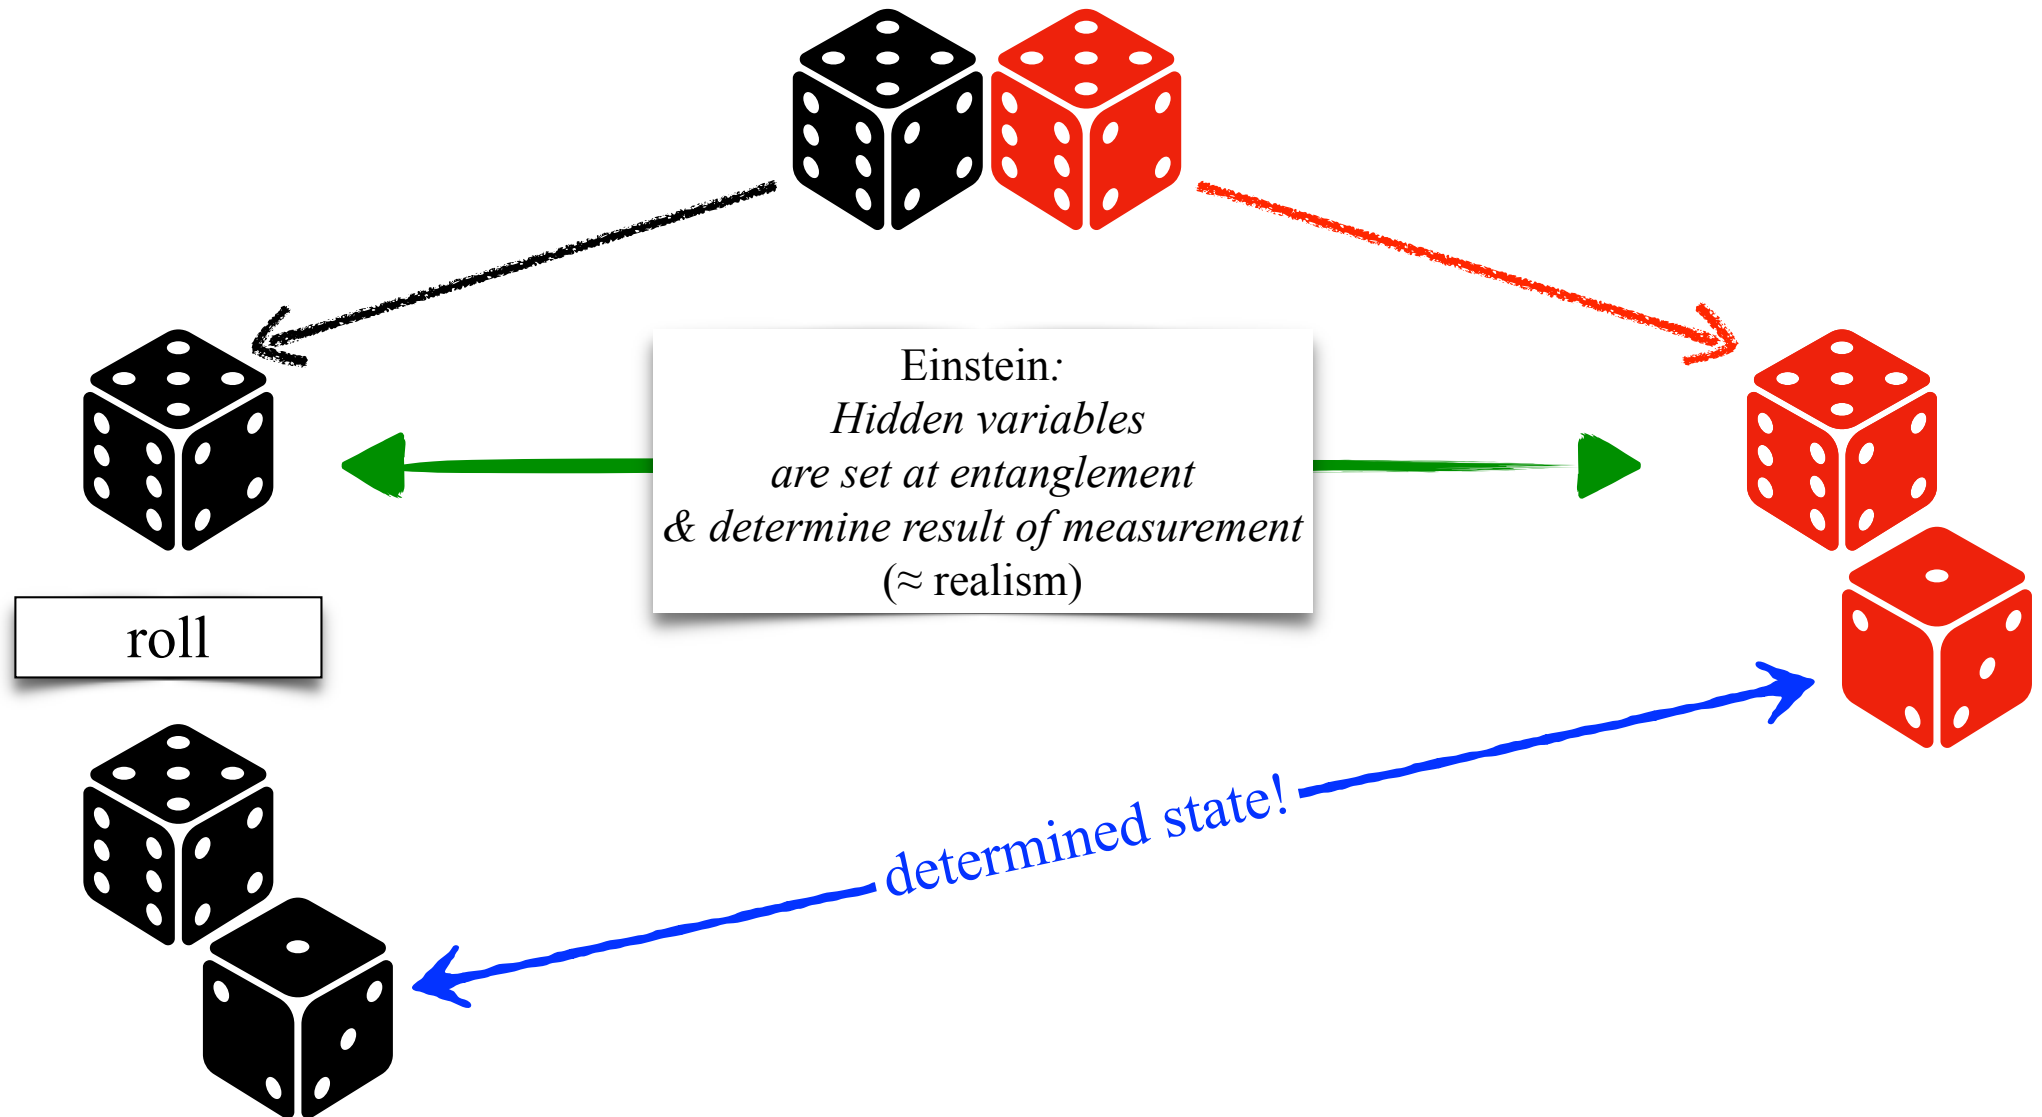 Einstein:
Hidden variables
are set at entanglement
& determine result of measurement
(≈ realism)
roll
determined state!